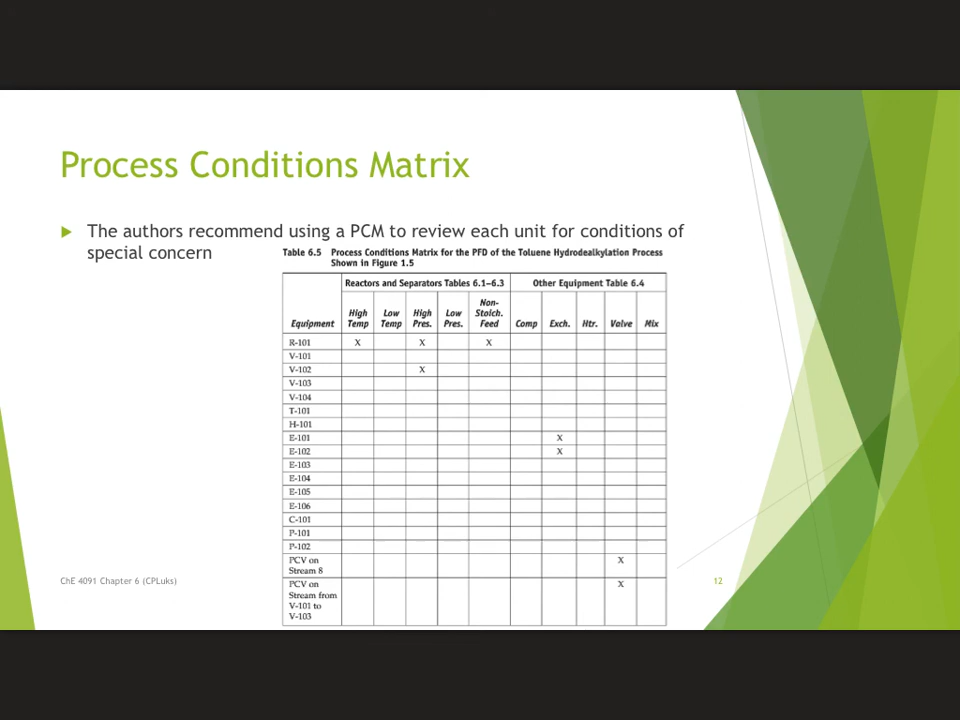 Process Conditions Matrix
The authors recommend using a PCM to review each unit for conditions of
special concern
Table 6.5 Process Conditions Matrix for the PFD of the Toluene Hydrodealkylation Process
Shown in Figure 1.5
Reactors and Separators Tables 6.1–6.3 Other Equipment Table 6.4
Equipment High Temp Low Temp High Pres. Low Pres. Non-Stoich. Feed Comp Exch. Htr. Valve Mix
R-101 X X X
V-101
V-102 X
V-103
V-104
T-101
H-101
E-101 X
E-102 X
E-103
E-104
E-105
E-106
C-101
P-101
P-102
PCV on X
Stream 8
PCV on X
Stream from
V-101 to
V-103
ChE 4091 Chapter 6 (CPLuks) 12